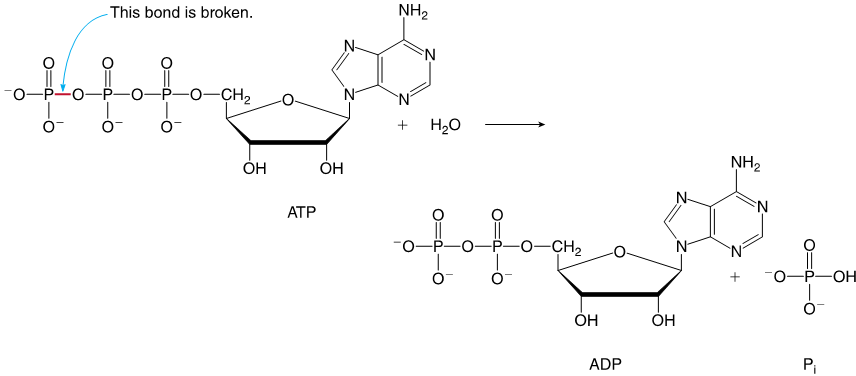 This bond is broken.
NH2
O O O N N
⁻O—P—O—P—O—P—O—CH2 O N N
O⁻ O⁻ O⁻ + H2O
OH OH
ATP
NH2
O O N N
⁻O—P—O—P—O—CH2 O N N O
O⁻ O⁻ + ⁻O—P—OH
OH OH O⁻
ADP Pi